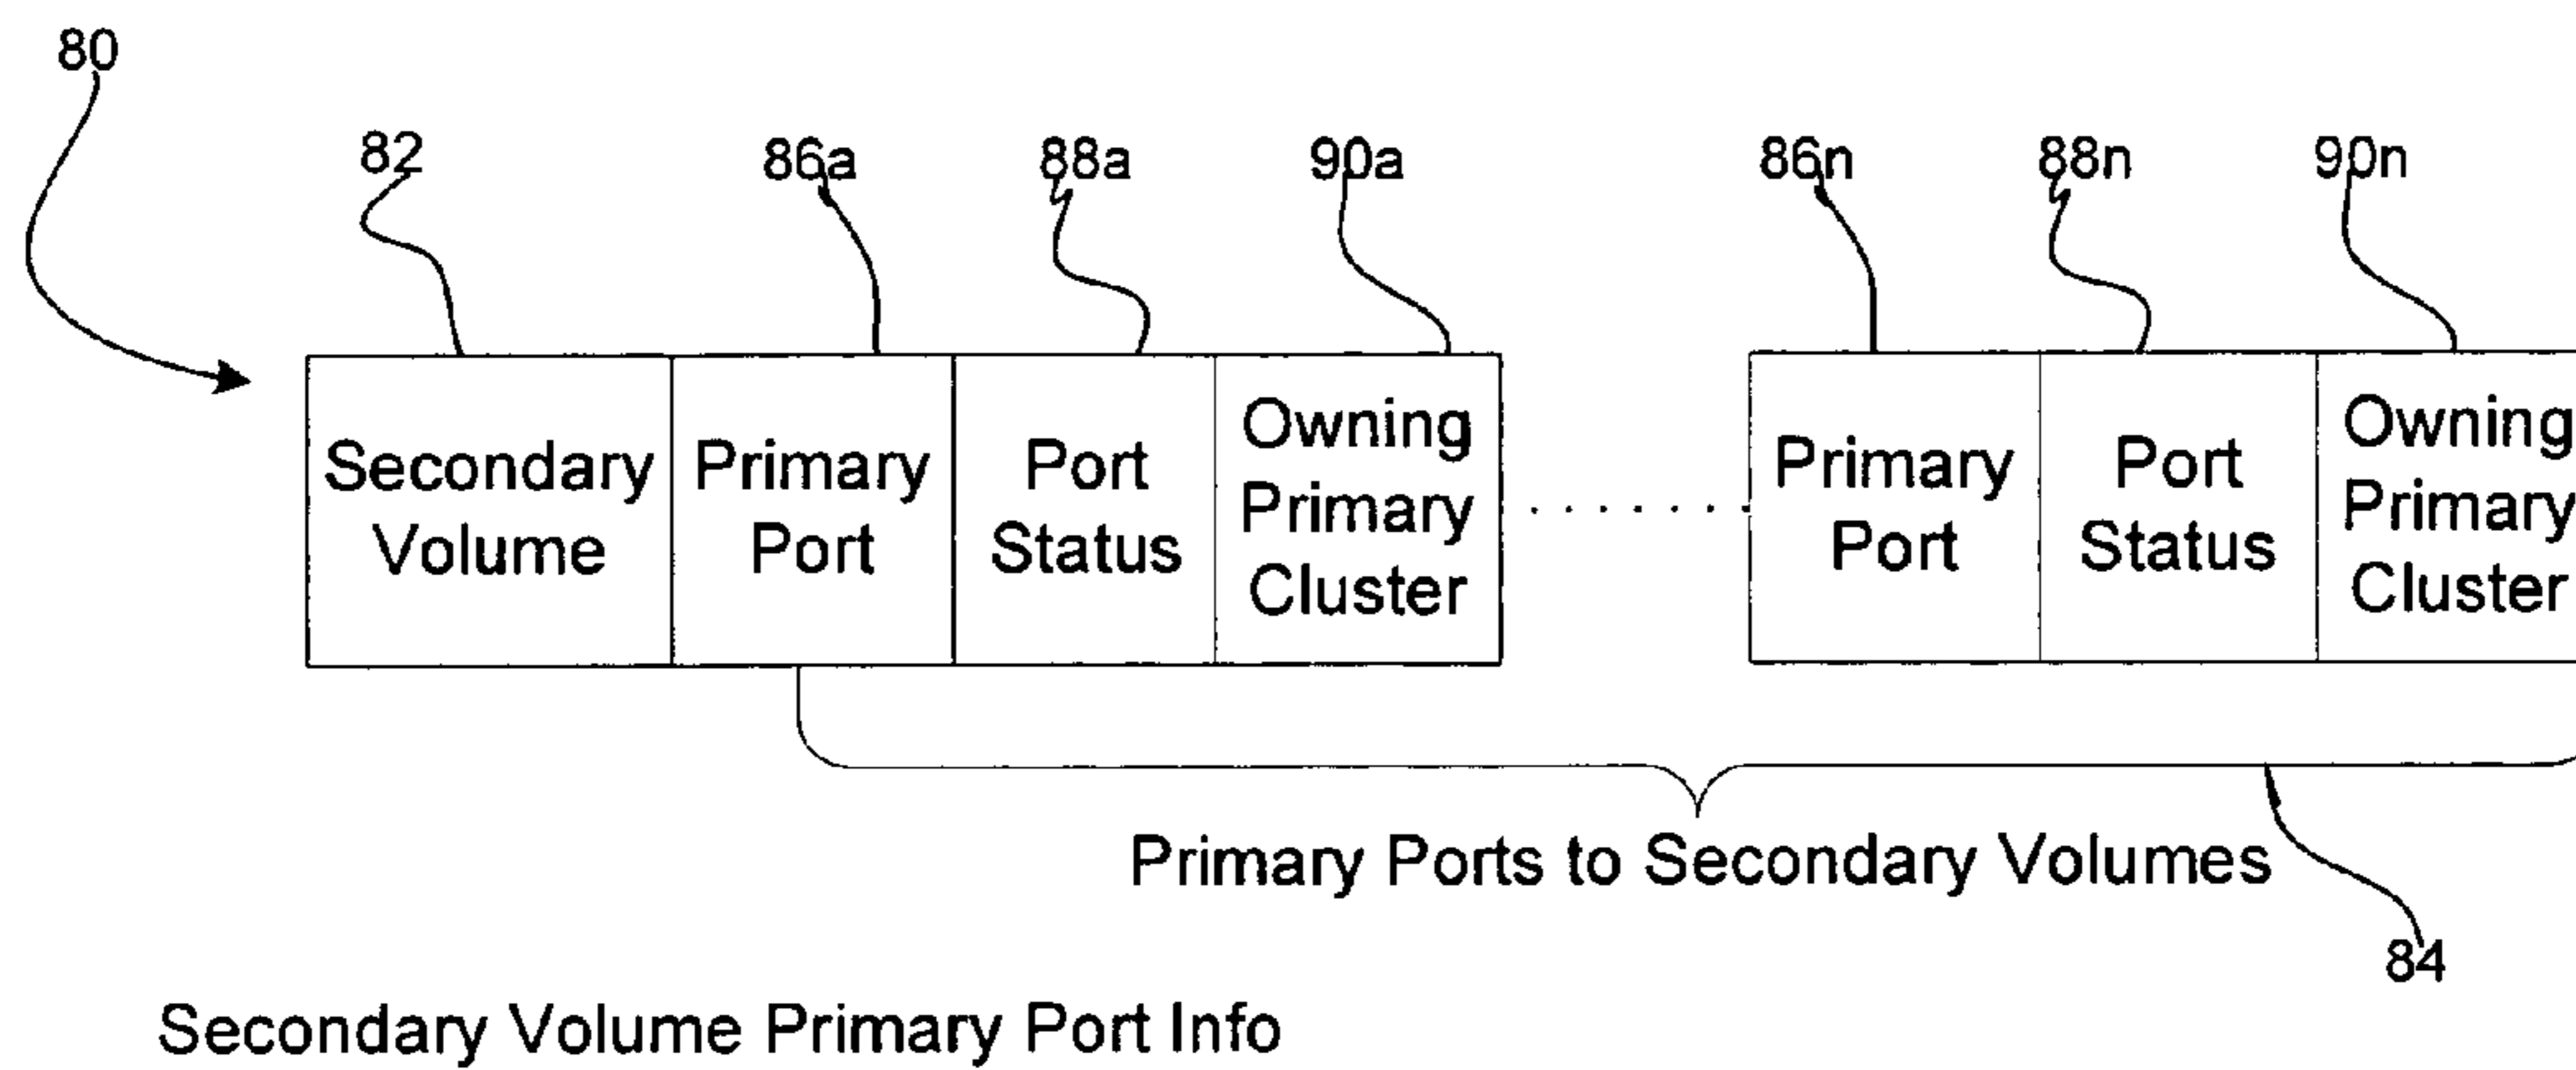 80
82
86a
88a
90a
86n
88n
90n
Secondary
Volume
Primary
Port
Port
Status
Owning
Primary
Cluster
Primary
Port
Port
Status
Owning
Primary
Cluster
Primary Ports to Secondary Volumes
84
Secondary Volume Primary Port Info